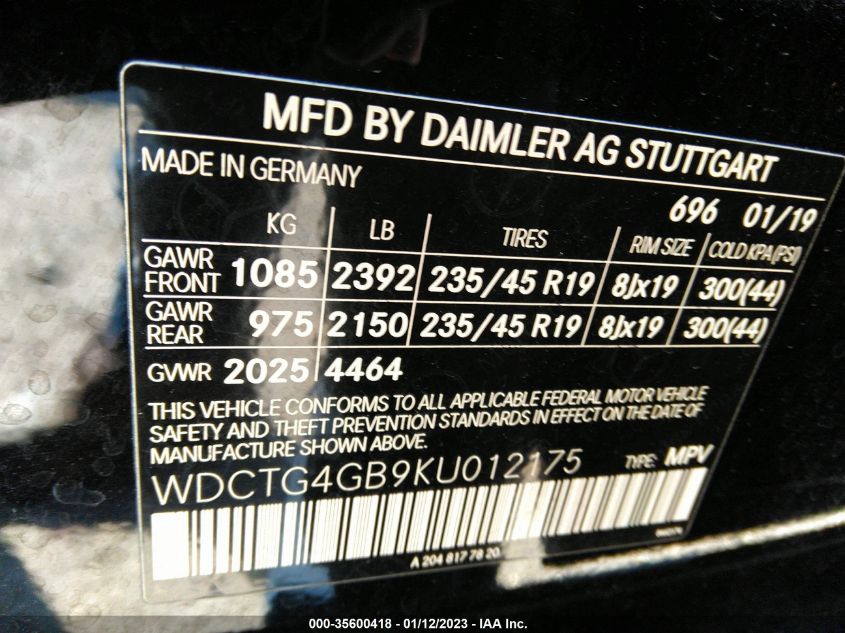 MFD BY DAIMLER AG STUTTGART
MADE IN GERMANY
696 01/19
KG LB TIRES RIM SIZE COLD KPA(PSI)
GAWR FRONT 1085 2392 235/45 R19 8Jx19 300(44)
GAWR REAR 975 2150 235/45 R19 8Jx19 300(44)
GVWR 2025 4464
THIS VEHICLE CONFORMS TO ALL APPLICABLE FEDERAL MOTOR VEHICLE
SAFETY AND THEFT PREVENTION STANDARDS IN EFFECT ON THE DATE OF
MANUFACTURE SHOWN ABOVE.
WDCTG4GB9KU012175 TYPE: MPV
A 204 817 78 20
000-35600418 - 01/12/2023 - IAA Inc.